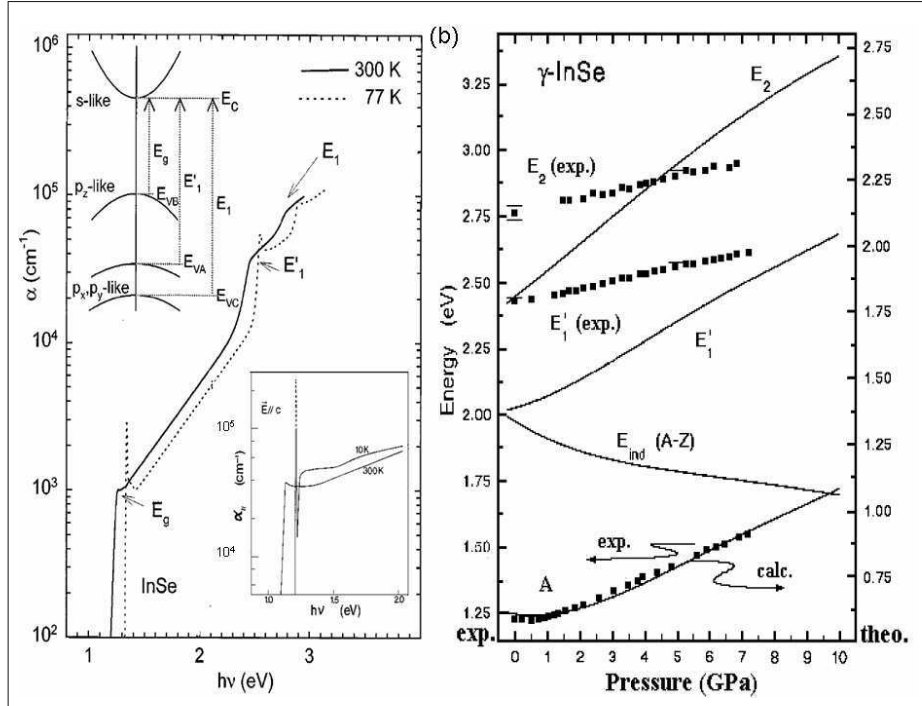 10⁶
10⁵
10⁴
10³
10²
α (cm⁻¹)
1
2
3
hν (eV)
300 K
77 K
s-like
E_C
E_g
E'_1
E_1
p_z-like
E_VB
E_VA
p_x,p_y-like
E_VC
E_1
E'_1
E_g
InSe
E//c
10⁵
10⁴
(cm⁻¹)
10K
300K
1.0
hν
(eV)
2.0
(b)
γ-InSe
3.25
3.00
2.75
2.50
2.25
2.00
1.75
1.50
1.25
exp.
Energy (eV)
2.75
2.50
2.25
2.00
1.75
1.50
1.25
1.00
0.75
theo.
E_2
E_2 (exp.)
E'_1 (exp.)
E'_1
E_ind (A-Z)
exp.
calc.
A
0 1 2 3 4 5 6 7 8 9 10
Pressure (GPa)